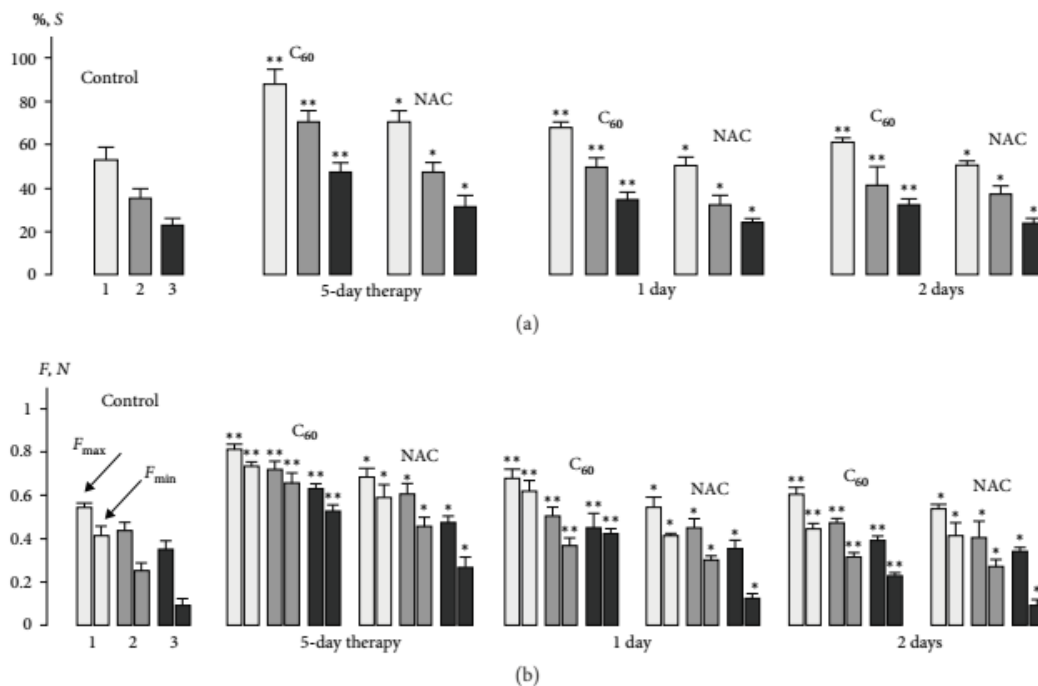 %, S
100
80
60
40
20
0
Control
1 2 3
** ** ** C60
* * * NAC
5-day therapy
** ** ** C60
* * * NAC
1 day
** ** ** C60
* * * NAC
2 days
(a)
F, N
1
0.8
0.6
0.4
0.2
0
Control
Fmax
Fmin
1 2 3
** ** ** ** ** ** C60
* * * * * * NAC
5-day therapy
** ** ** ** ** ** C60
* * * * * * NAC
1 day
** ** ** ** ** ** C60
* * * * * * NAC
2 days
(b)